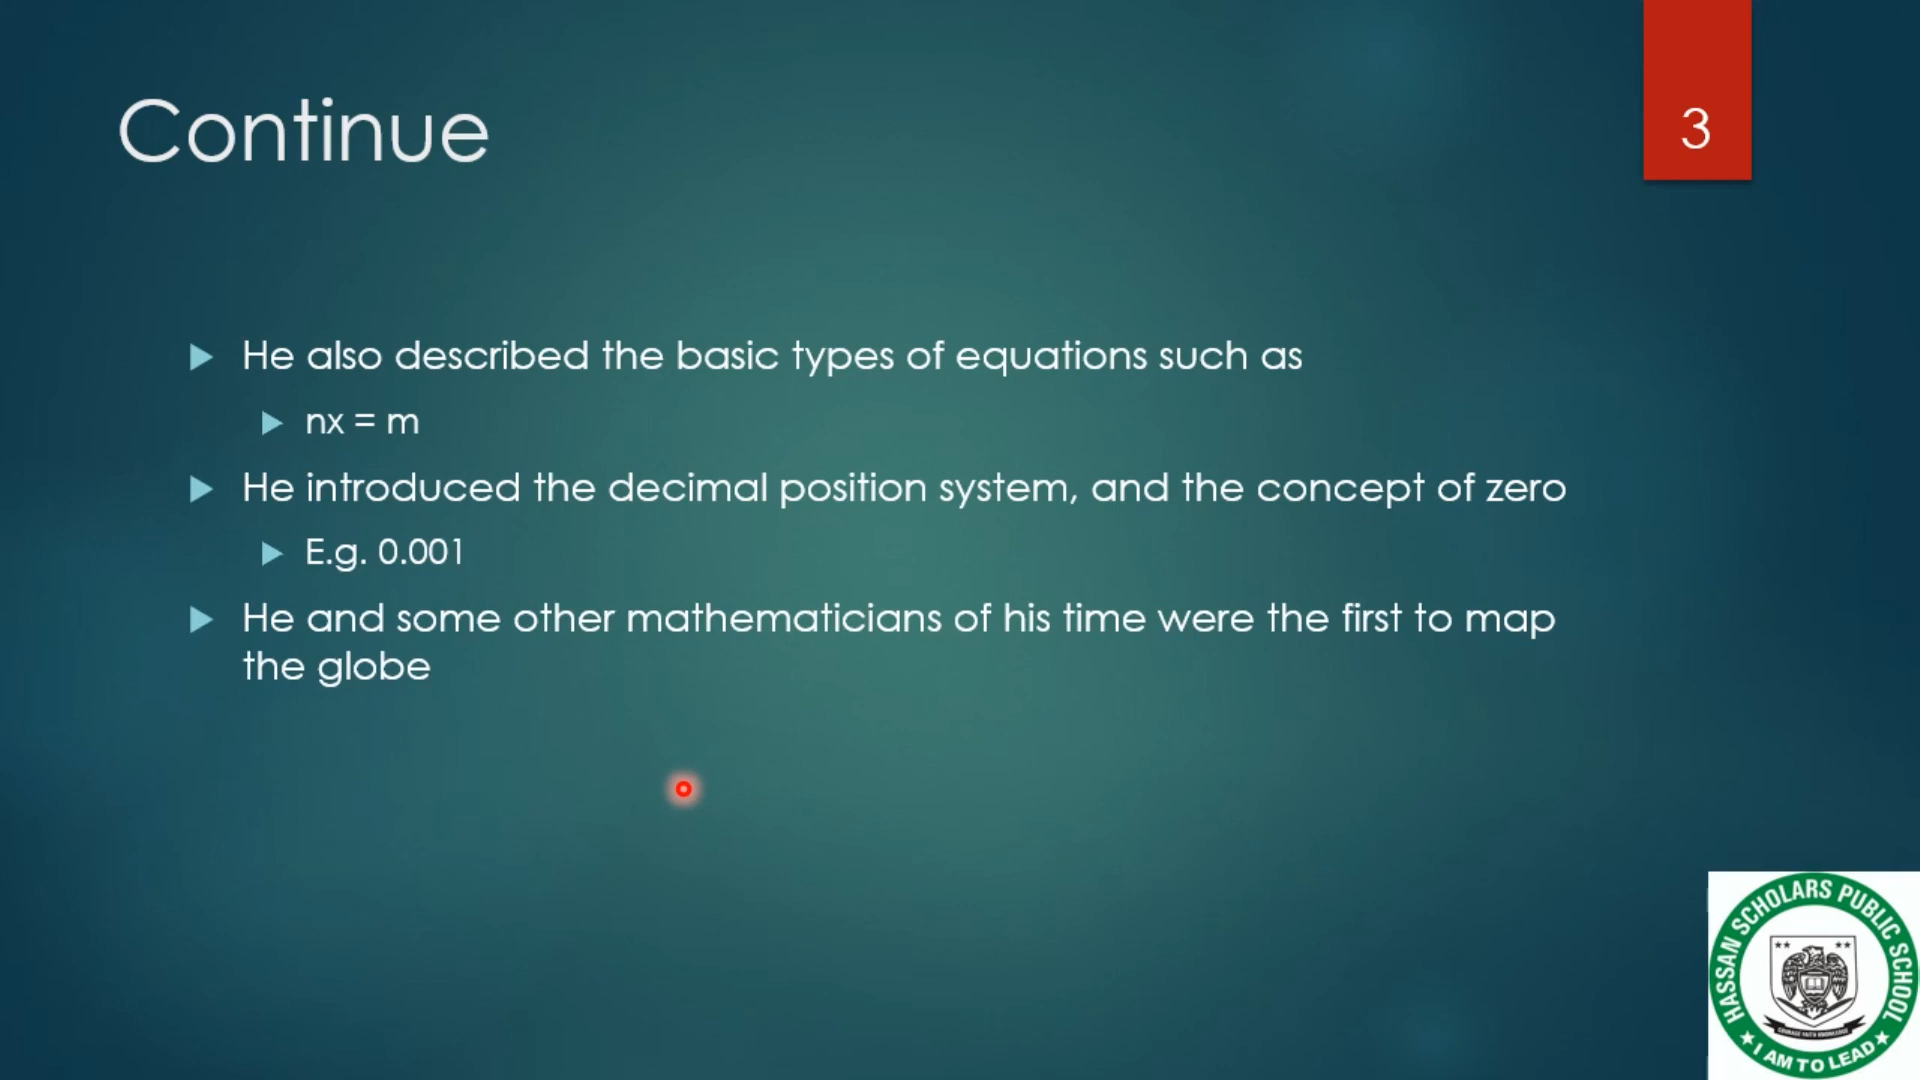 Continue
3
He also described the basic types of equations such as
nx = m
He introduced the decimal position system, and the concept of zero
E.g. 0.001
He and some other mathematicians of his time were the first to map
the globe
HASSAN SCHOLARS PUBLIC SCHOOL
I AM TO LEAD